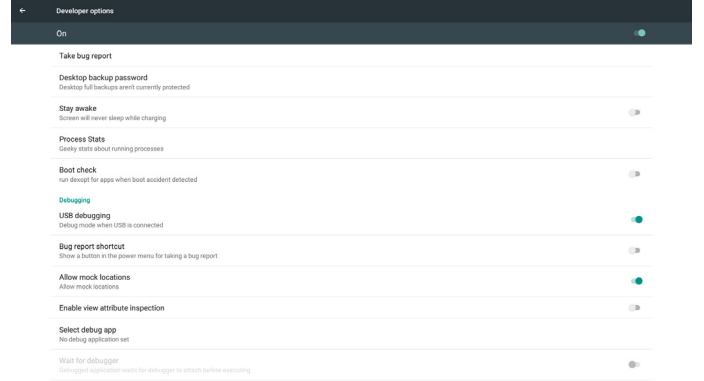 Developer options
On
Take bug report
Desktop backup password
Desktop full backups aren't currently protected
Stay awake
Screen will never sleep while charging
Process Stats
Geeky stats about running processes
Boot check
run dexopt for apps when boot accident detected
Debugging
USB debugging
Debug mode when USB is connected
Bug report shortcut
Show a button in the power menu for taking a bug report
Allow mock locations
Allow mock locations
Enable view attribute inspection
Select debug app
No debug application set
Wait for debugger
Debugged application waits for debugger to attach before executing